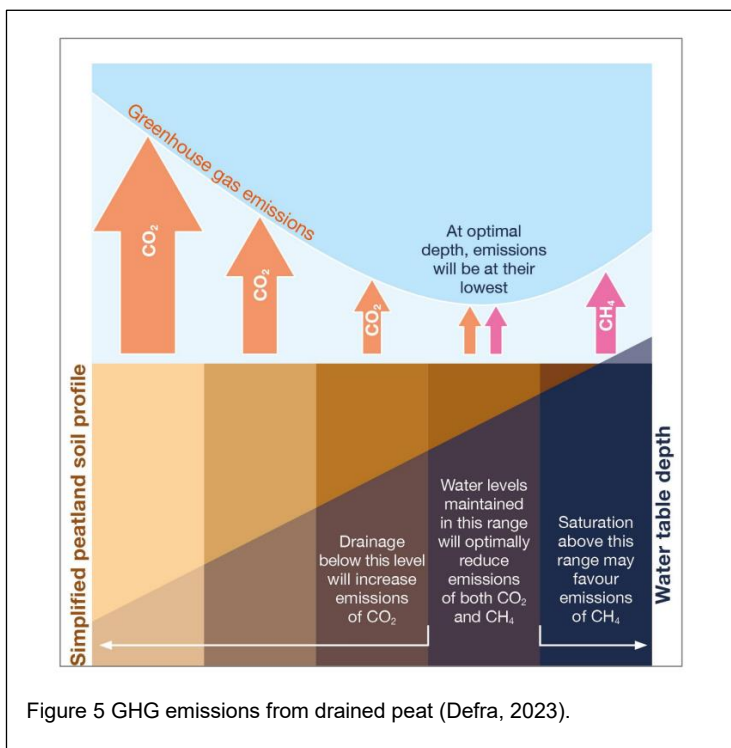 Greenhouse gas emissions
CO₂
CO₂
CO₂
At optimal
depth, emissions
will be at their
lowest
CH₄
Simplified peatland soil profile
Drainage
below this level
will increase
emissions
of CO₂
Water levels
maintained
in this range
will optimally
reduce
emissions
of both CO₂
and CH₄
Saturation
above this
range may
favour
emissions
of CH₄
Water table depth
Figure 5 GHG emissions from drained peat (Defra, 2023).